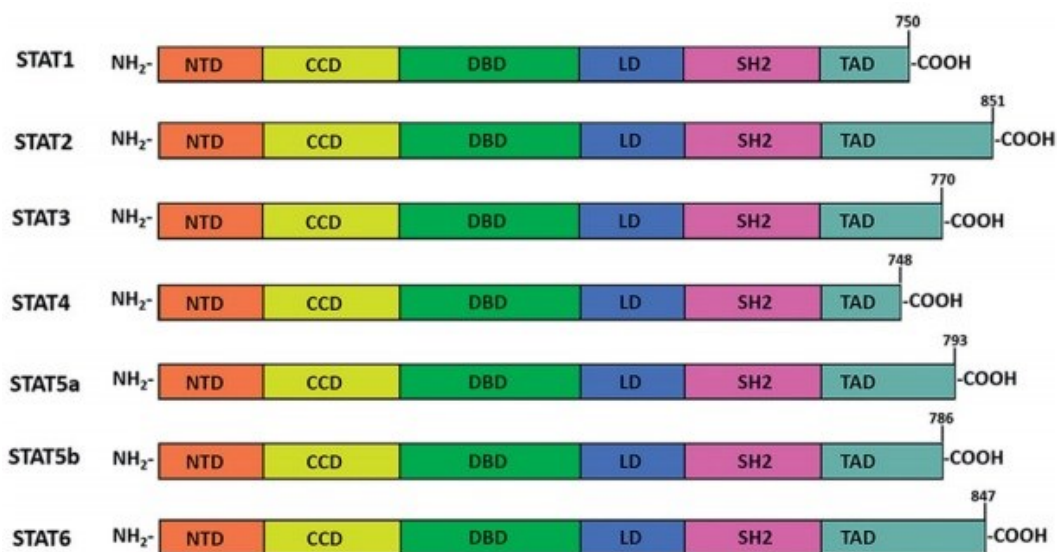 750
STAT1 NH₂- NTD CCD DBD LD SH2 TAD -COOH
851
STAT2 NH₂- NTD CCD DBD LD SH2 TAD -COOH
770
STAT3 NH₂- NTD CCD DBD LD SH2 TAD -COOH
748
STAT4 NH₂- NTD CCD DBD LD SH2 TAD -COOH
793
STAT5a NH₂- NTD CCD DBD LD SH2 TAD -COOH
786
STAT5b NH₂- NTD CCD DBD LD SH2 TAD -COOH
847
STAT6 NH₂- NTD CCD DBD LD SH2 TAD -COOH